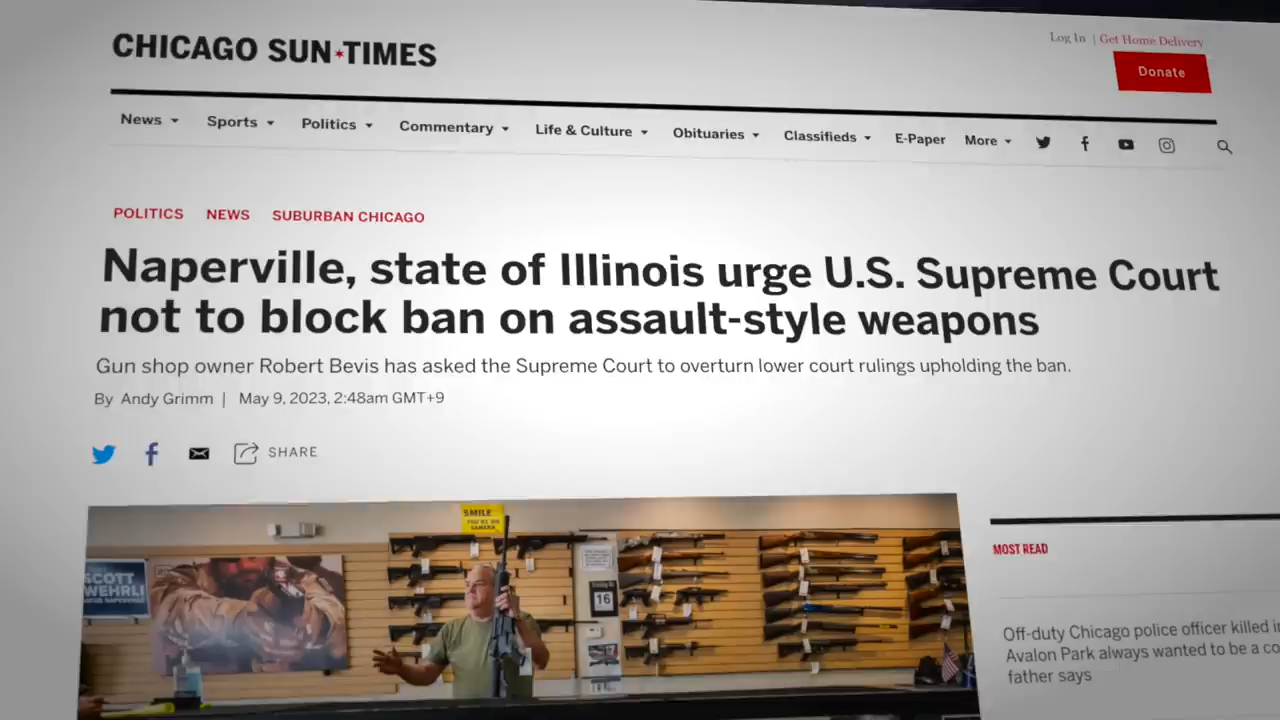 CHICAGO SUN★TIMES
Log In | Get Home Delivery
Donate
News Sports Politics Commentary Life & Culture Obituaries Classifieds E-Paper More
POLITICS NEWS SUBURBAN CHICAGO
Naperville, state of Illinois urge U.S. Supreme Court
not to block ban on assault-style weapons
Gun shop owner Robert Bevis has asked the Supreme Court to overturn lower court rulings upholding the ban.
By Andy Grimm | May 9, 2023, 2:48am GMT+9
SHARE
SMILE
YOU'RE ON
CAMERA
SCOTT
WEHRLI
16
MOST READ
Off-duty Chicago police officer killed in
Avalon Park always wanted to be a co
father says